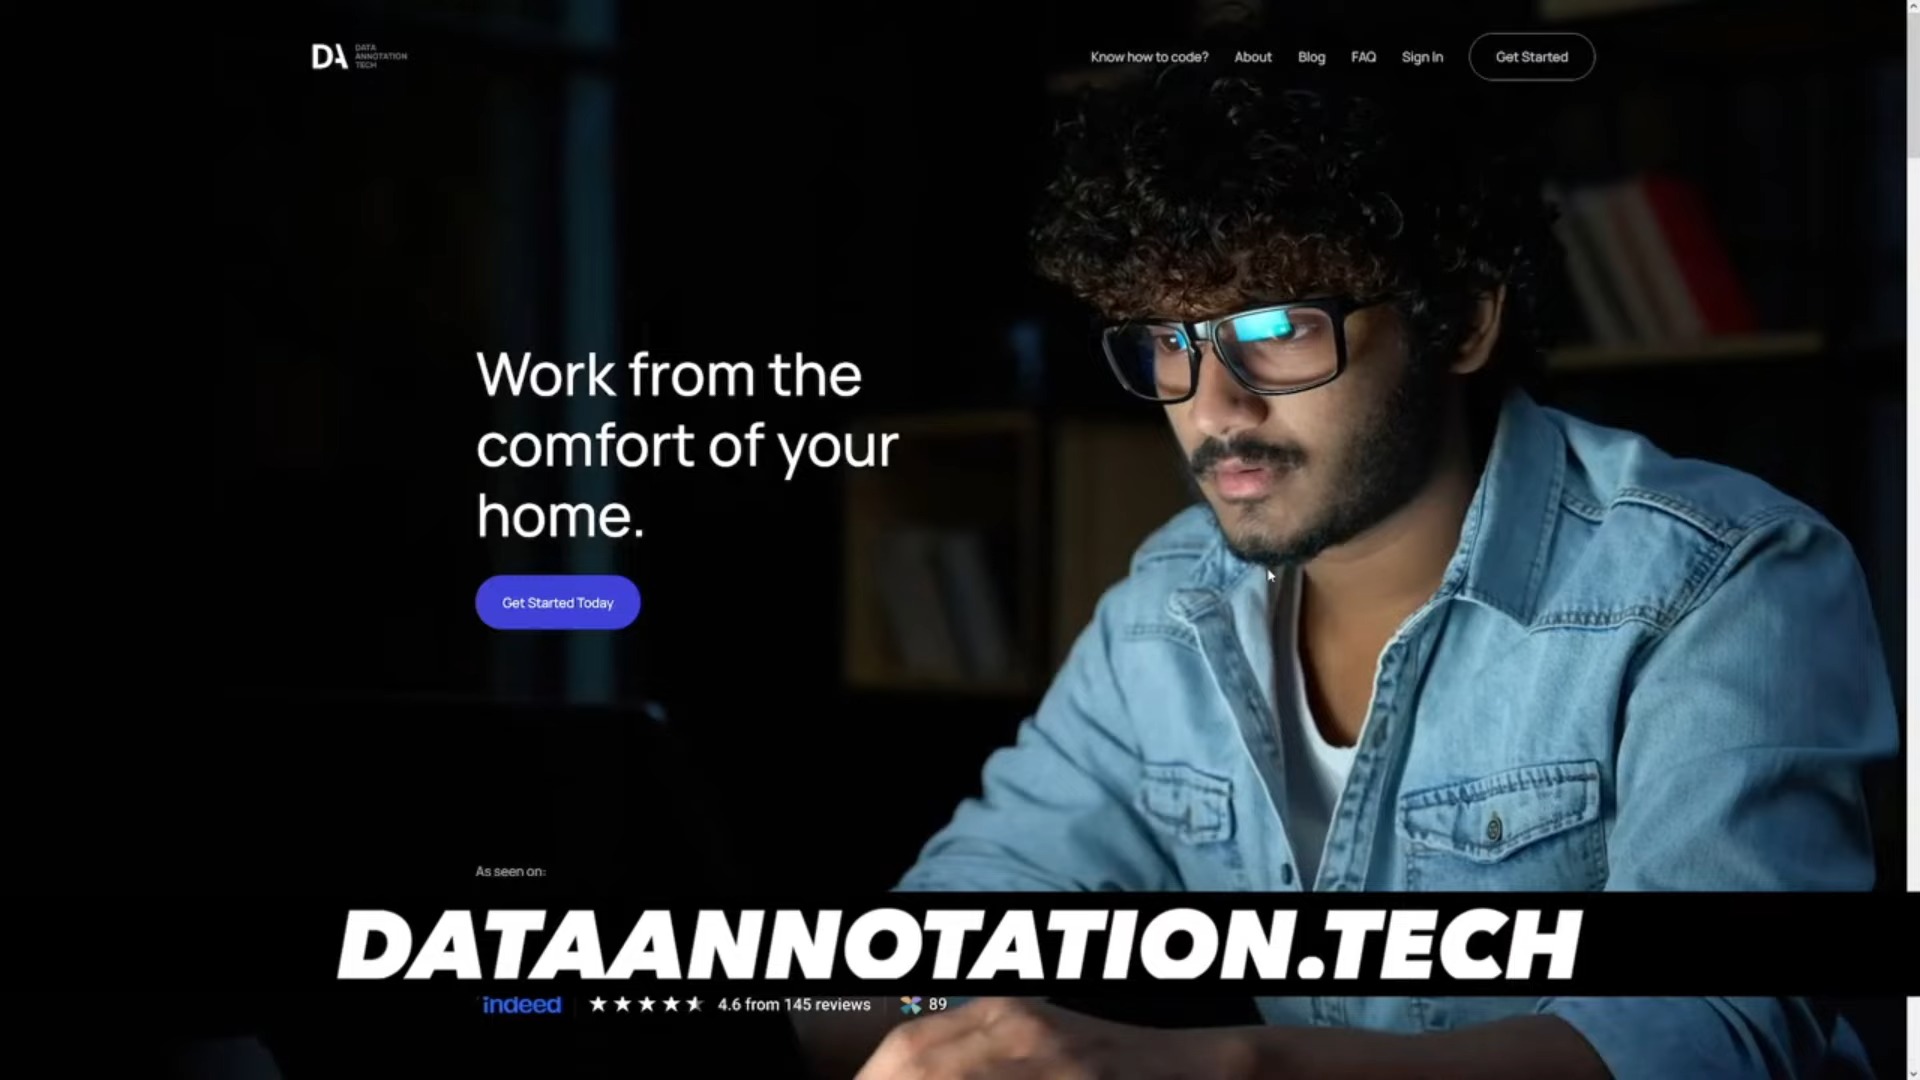 DA DATA
ANNOTATION
TECH
Know how to code? About Blog FAQ Sign In Get Started
Work from the
comfort of your
home.
Get Started Today
As seen on:
DATAANNOTATION.TECH
indeed 4.6 from 145 reviews 89